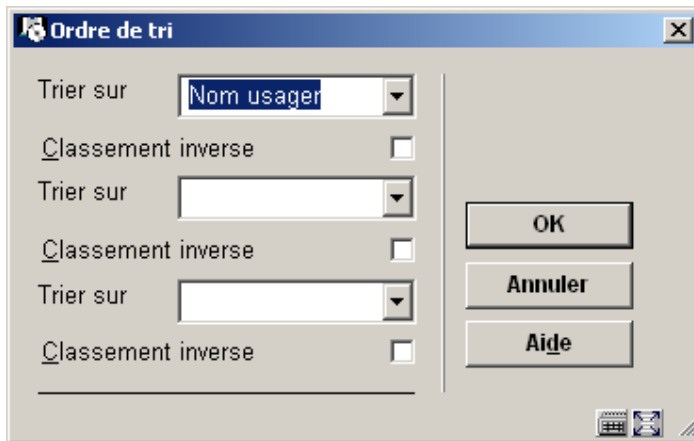 Ordre de tri
Trier sur Nom usager
Classement inverse
Trier sur
Classement inverse
Trier sur
Classement inverse
OK
Annuler
Aide